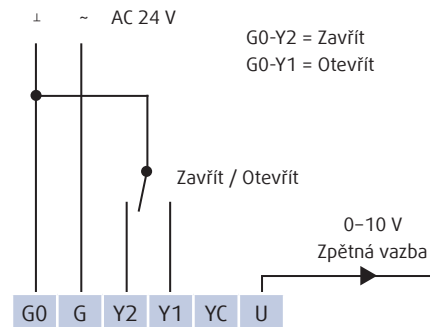 ⊥ ~ AC 24 V
G0-Y2 = Zavřít
G0-Y1 = Otevřít
Zavřít / Otevřít
0–10 V
Zpětná vazba
G0 G Y2 Y1 YC U